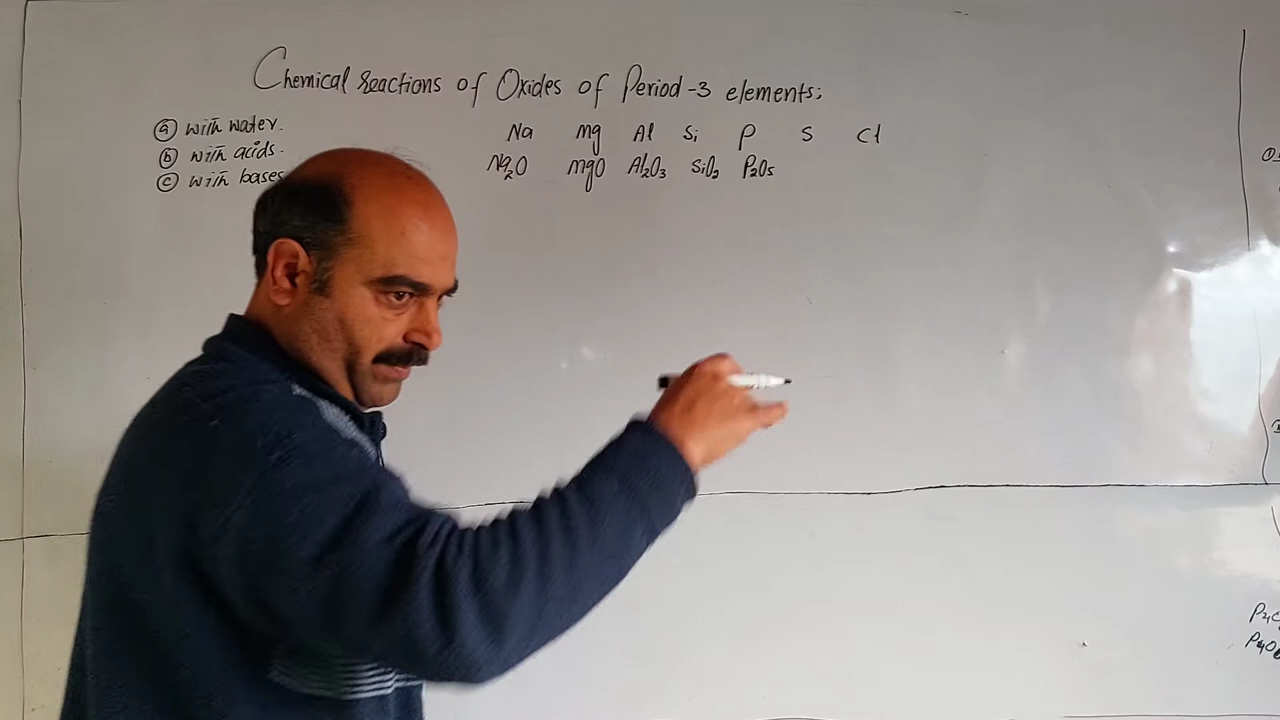 Chemical reactions of Oxides of Period-3 elements;
(a) with water.
(b) with acids.
(c) with bases
Na Mg Al Si P S Cl
Na₂O MgO Al₂O₃ SiO₂ P₂O₅